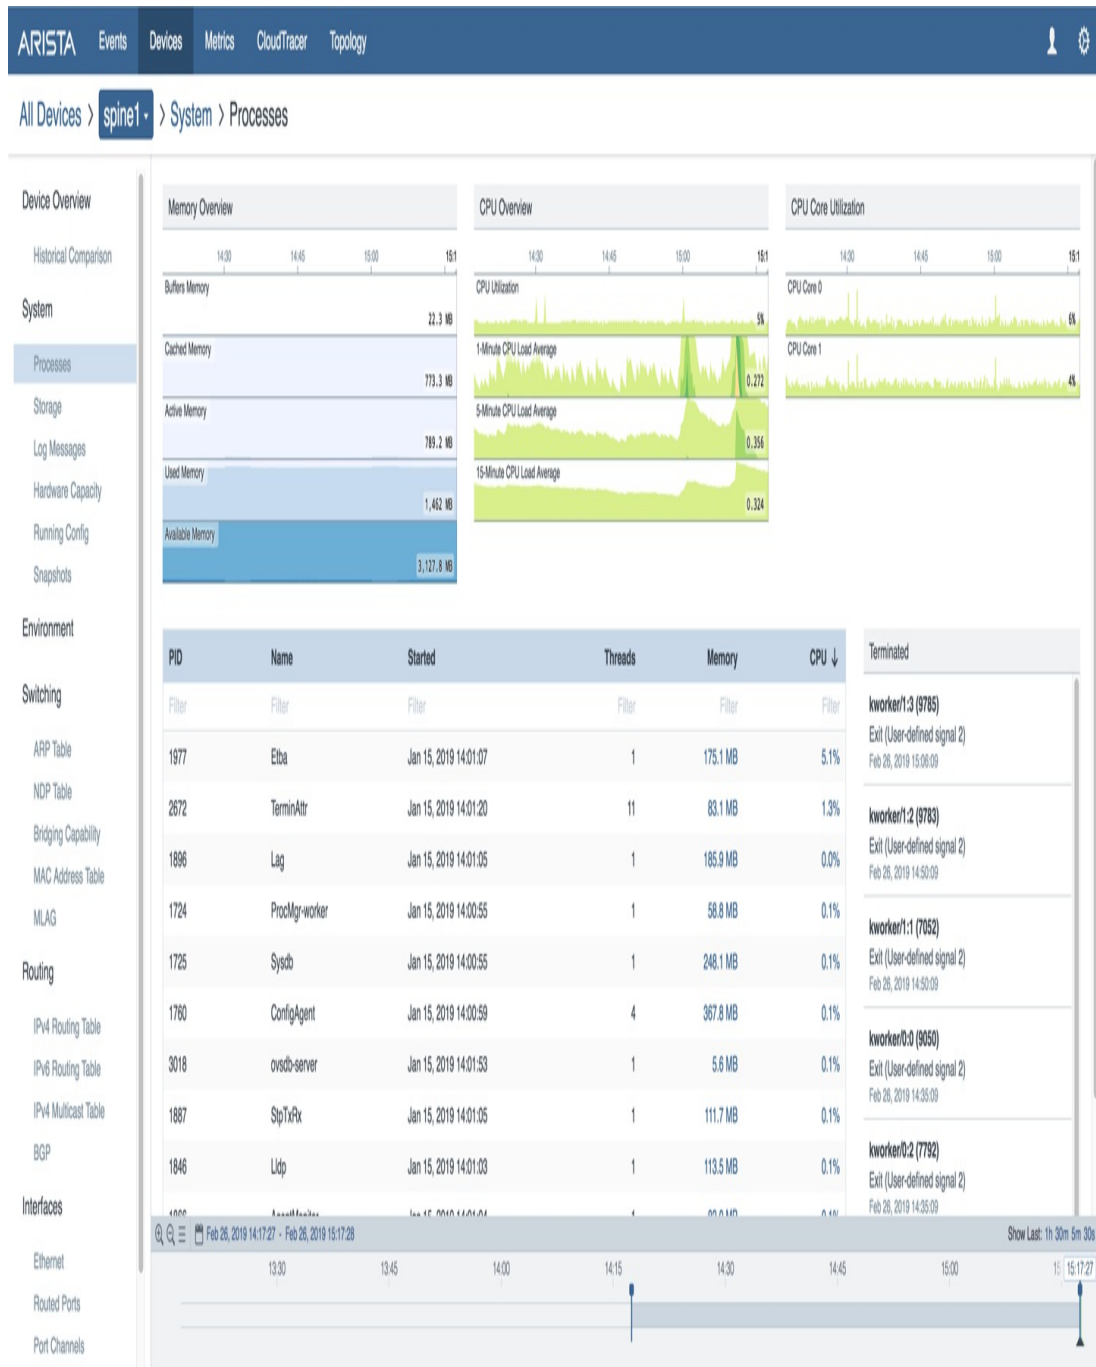 ARISTA Events Devices Metrics CloudTracer Topology
All Devices > spine1 > System > Processes
Device Overview
Historical Comparison
System
Processes
Storage
Log Messages
Hardware Capacity
Running Config
Snapshots
Environment
Switching
ARP Table
NDP Table
Bridging Capability
MAC Address Table
MLAG
Routing
IPv4 Routing Table
IPv6 Routing Table
IPv4 Multicast Table
BGP
Interfaces
Ethernet
Routed Ports
Port Channels
Memory Overview
14:30 14:45 15:00 15:1
Buffers Memory
22.3 MB
Cached Memory
773.3 MB
Active Memory
789.2 MB
Used Memory
1,462 MB
Available Memory
3,127.8 MB
CPU Overview
14:30 14:45 15:00 15:1
CPU Utilization
5%
1-Minute CPU Load Average
0.272
5-Minute CPU Load Average
0.356
15-Minute CPU Load Average
0.324
CPU Core Utilization
14:30 14:45 15:00 15:1
CPU Core 0
6%
CPU Core 1
4%
PID Name Started Threads Memory CPU ↓
Filter Filter Filter Filter Filter Filter
1977 Etba Jan 15, 2019 14:01:07 1 175.1 MB 5.1%
2672 TerminAttr Jan 15, 2019 14:01:20 11 83.1 MB 1.3%
1896 Lag Jan 15, 2019 14:01:05 1 185.9 MB 0.0%
1724 ProcMgr-worker Jan 15, 2019 14:00:55 1 58.8 MB 0.1%
1725 Sysdb Jan 15, 2019 14:00:55 1 248.1 MB 0.1%
1760 ConfigAgent Jan 15, 2019 14:00:59 4 367.8 MB 0.1%
3018 ovsdb-server Jan 15, 2019 14:01:53 1 5.6 MB 0.1%
1887 StpTxRx Jan 15, 2019 14:01:05 1 111.7 MB 0.1%
1846 Lldp Jan 15, 2019 14:01:03 1 113.5 MB 0.1%
Terminated
kworker/1:3 (9785)
Exit (User-defined signal 2)
Feb 26, 2019 15:06:09
kworker/1:2 (9783)
Exit (User-defined signal 2)
Feb 26, 2019 14:50:09
kworker/1:1 (7052)
Exit (User-defined signal 2)
Feb 26, 2019 14:50:09
kworker/0:0 (9050)
Exit (User-defined signal 2)
Feb 26, 2019 14:35:09
kworker/0:2 (7792)
Exit (User-defined signal 2)
Feb 26, 2019 14:35:09
Feb 26, 2019 14:17:27 - Feb 26, 2019 15:17:28 Show Last: 1h 30m 5m 30s
13:30 13:45 14:00 14:15 14:30 14:45 15:00 15:17:27